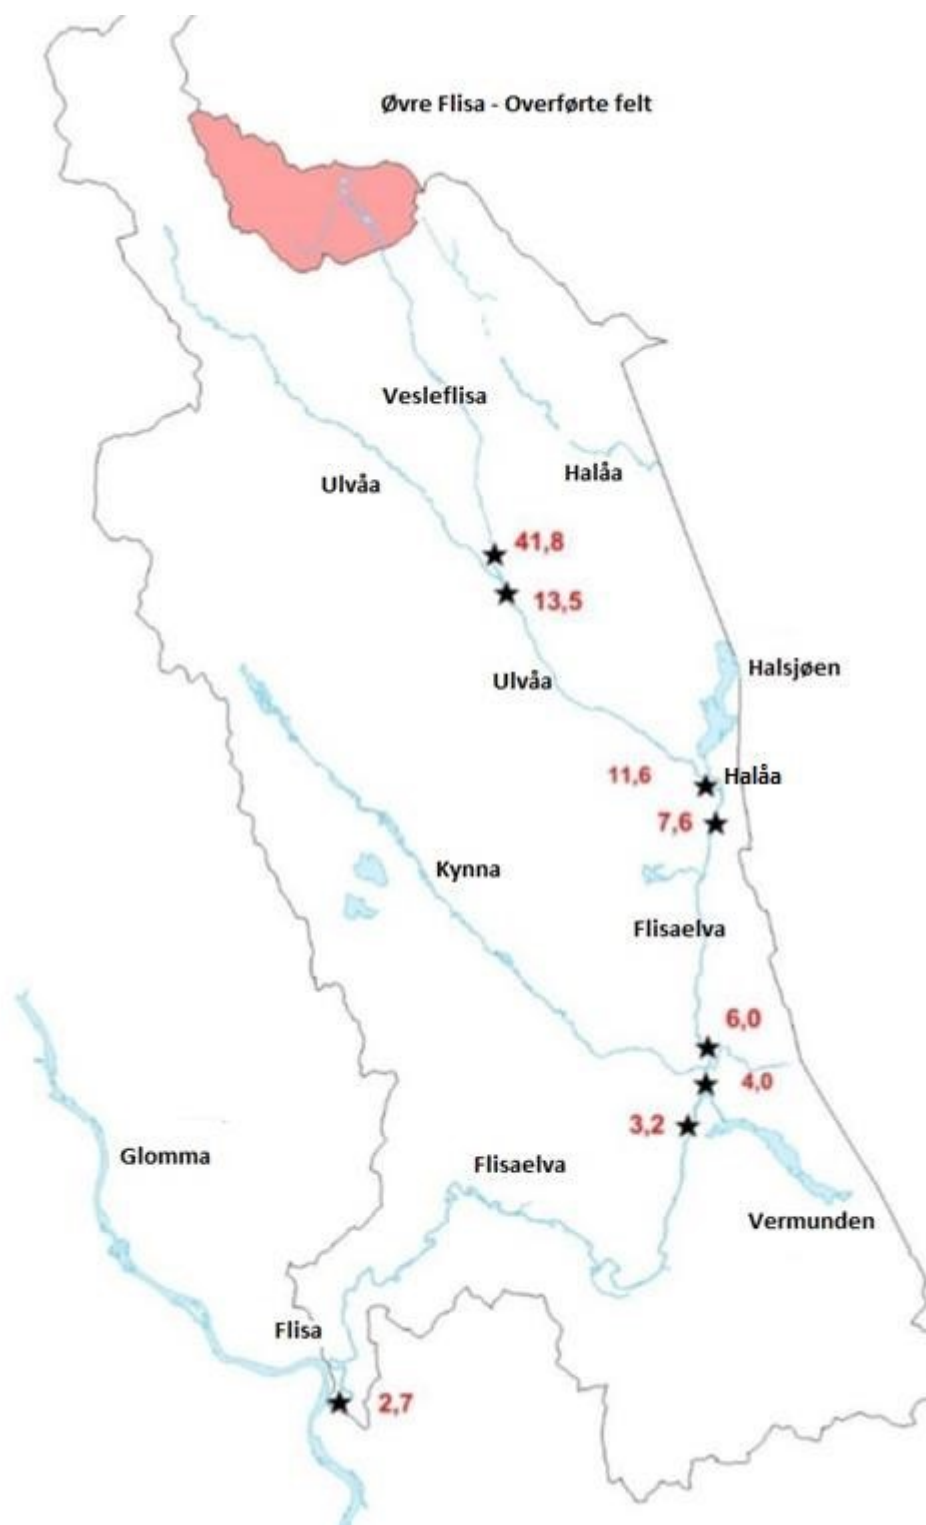 Øvre Flisa - Overførte felt
Vesleflisa
Halåa
Ulvåa
41,8
13,5
Halsjøen
Ulvåa
11,6
Halåa
7,6
Kynna
Flisaelva
6,0
4,0
3,2
Glomma
Flisaelva
Vermunden
Flisa
2,7